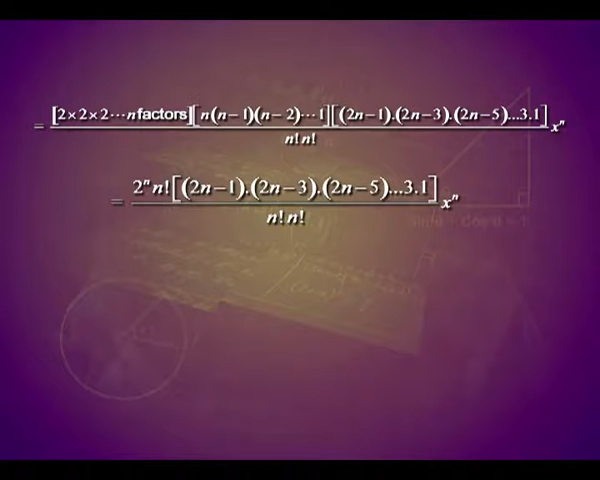 = [2×2×2⋯n factors][n(n−1)(n−2)⋯1][(2n−1).(2n−3).(2n−5)...3.1] / n! n! xⁿ
= 2ⁿ n![(2n−1).(2n−3).(2n−5)...3.1] / n! n! xⁿ